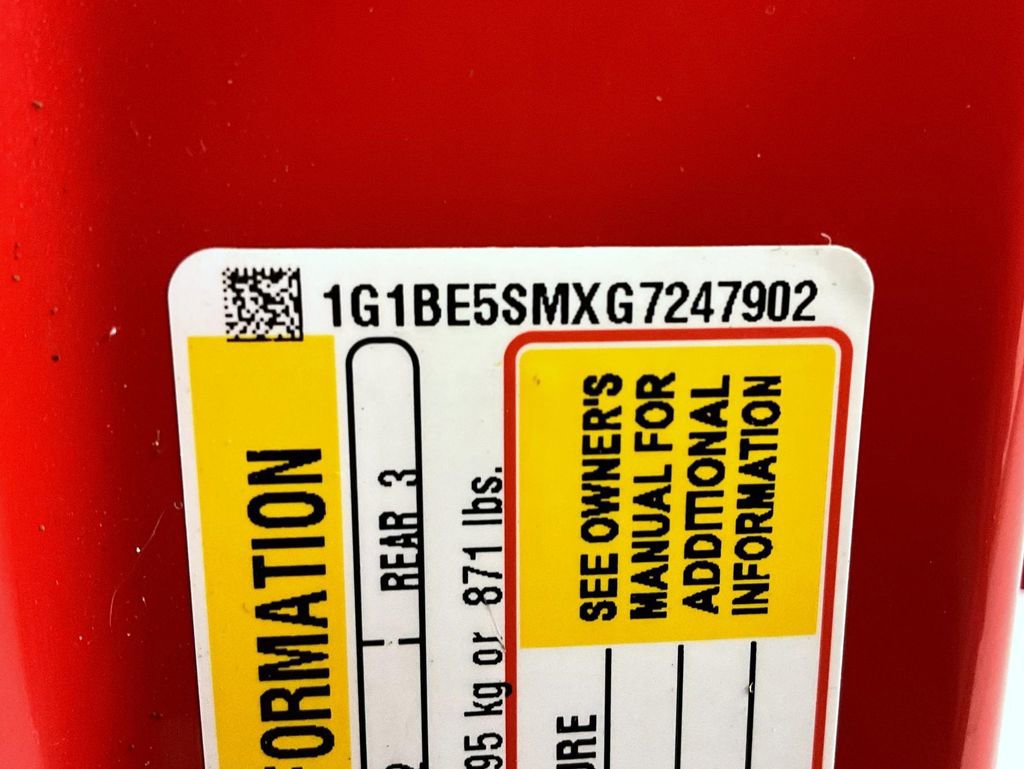 1G1BE5SMXG7247902
FORMATION
REAR 3
95 kg or 871 lbs.
SEE OWNER'S
MANUAL FOR
ADDITIONAL
INFORMATION
URE